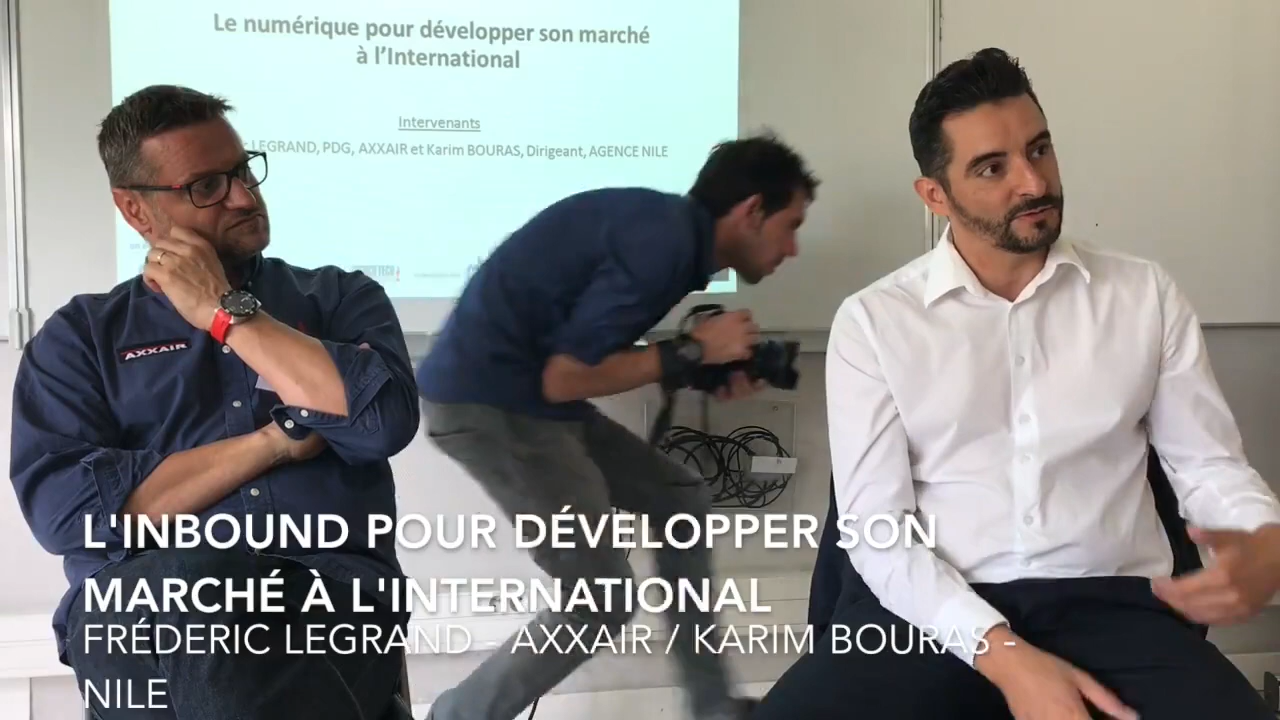 Le numérique pour développer son marché
à l'International
Intervenants
LEGRAND, PDG, AXXAIR et Karim BOURAS, Dirigeant, AGENCE NILE
AXXAIR
L'INBOUND POUR DÉVELOPPER SON
MARCHÉ À L'INTERNATIONAL
FRÉDERIC LEGRAND - AXXAIR / KARIM BOURAS -
NILE